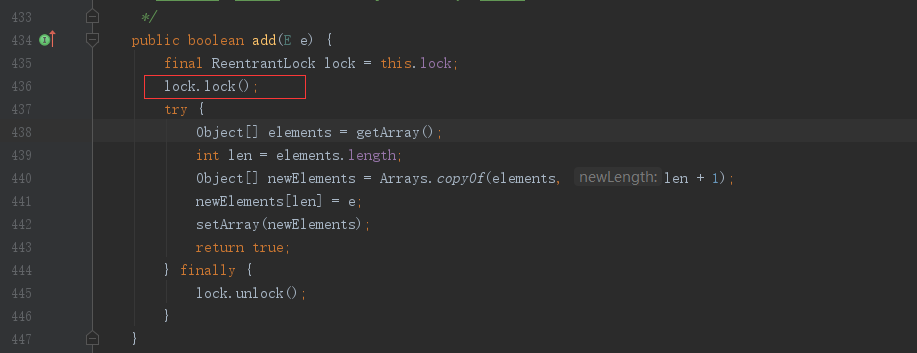 433 */
434 public boolean add(E e) {
435 final ReentrantLock lock = this.lock;
436 lock.lock();
437 try {
438 Object[] elements = getArray();
439 int len = elements.length;
440 Object[] newElements = Arrays.copyOf(elements, newLength: len + 1);
441 newElements[len] = e;
442 setArray(newElements);
443 return true;
444 } finally {
445 lock.unlock();
446 }
447 }